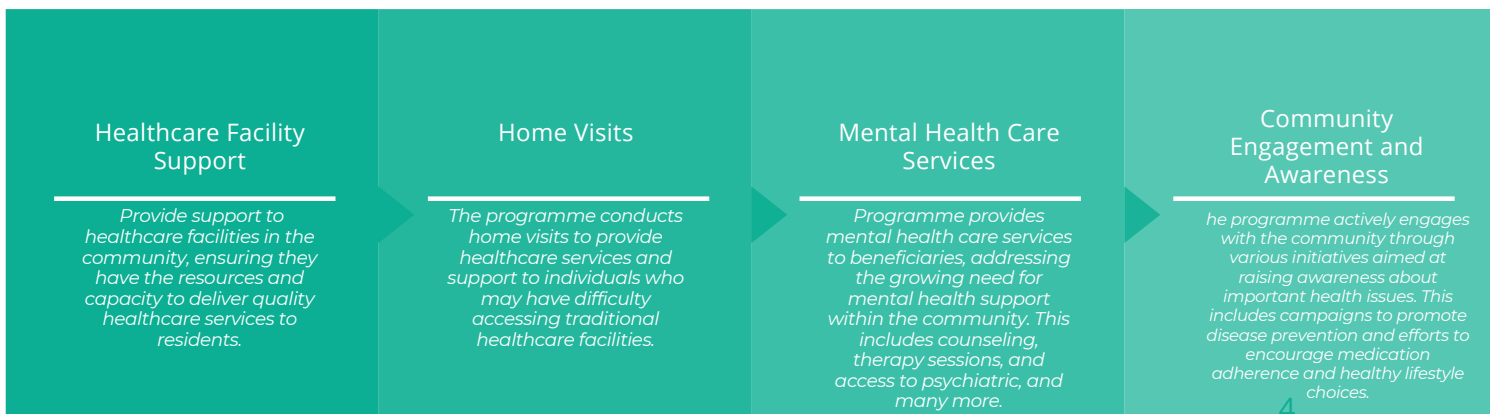 Healthcare Facility
Support
Provide support to
healthcare facilities in the
community, ensuring they
have the resources and
capacity to deliver quality
healthcare services to
residents.
Home Visits
The programme conducts
home visits to provide
healthcare services and
support to individuals who
may have difficulty
accessing traditional
healthcare facilities.
Mental Health Care
Services
Programme provides
mental health care services
to beneficiaries, addressing
the growing need for
mental health support
within the community. This
includes counseling,
therapy sessions, and
access to psychiatric, and
many more.
Community
Engagement and
Awareness
he programme actively engages
with the community through
various initiatives aimed at
raising awareness about
important health issues. This
includes campaigns to promote
disease prevention and efforts to
encourage medication
adherence and healthy lifestyle
choices.
4